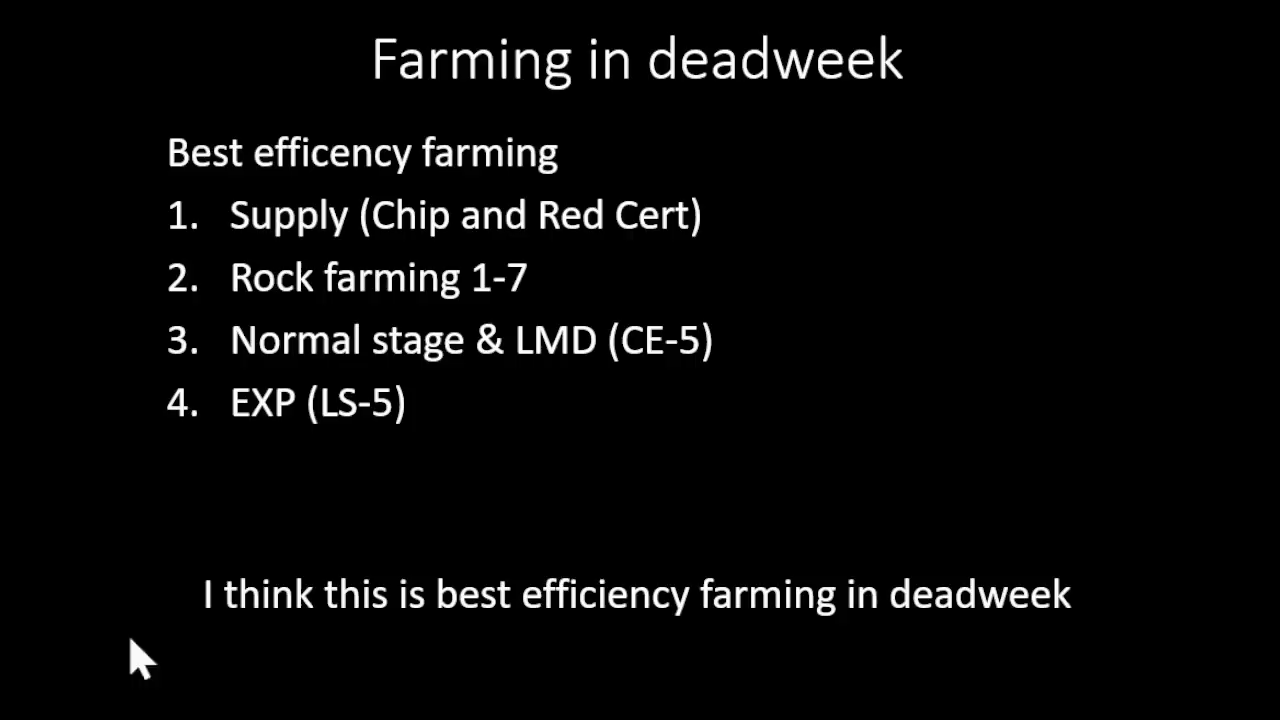 Farming in deadweek
Best efficency farming
1. Supply (Chip and Red Cert)
2. Rock farming 1-7
3. Normal stage & LMD (CE-5)
4. EXP (LS-5)
I think this is best efficiency farming in deadweek